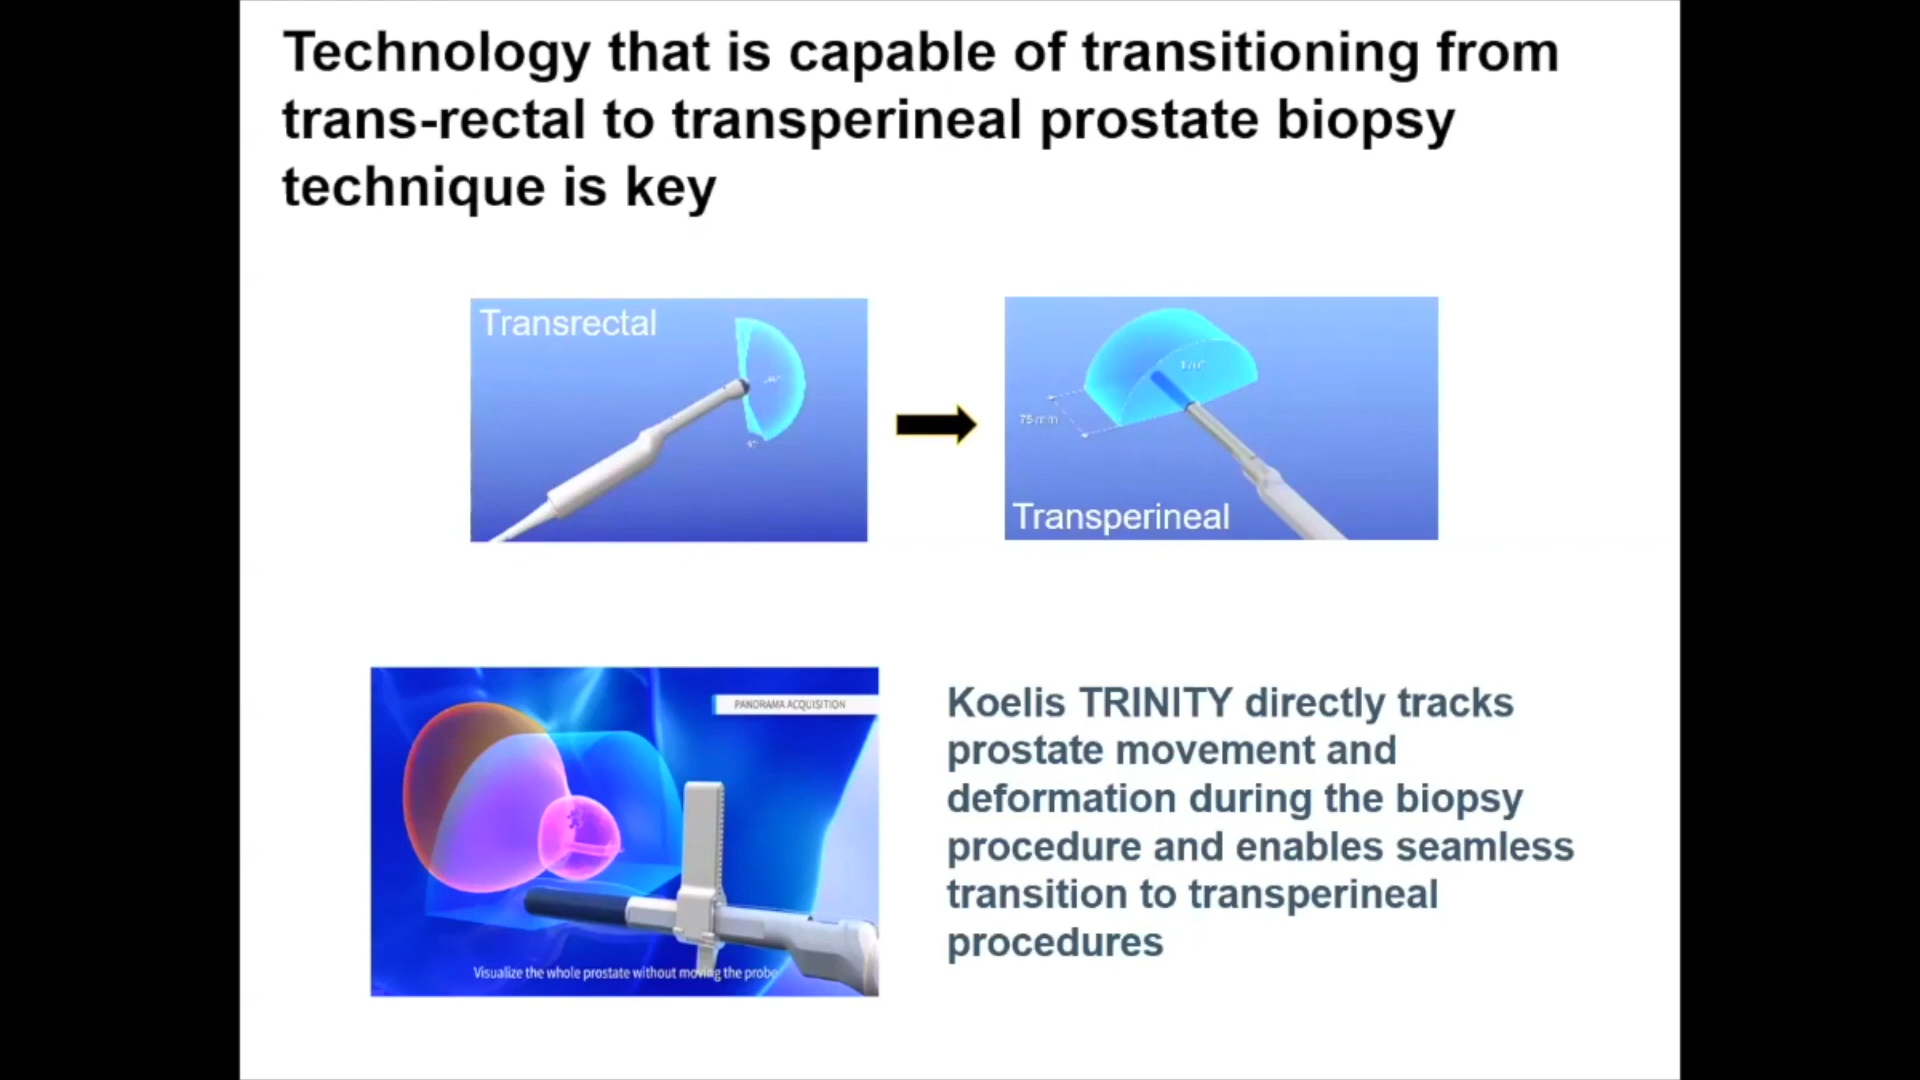 Technology that is capable of transitioning from
trans-rectal to transperineal prostate biopsy
technique is key
Transrectal
170°
75 mm
Transperineal
PANORAMA ACQUISITION
Visualize the whole prostate without moving the probe
Koelis TRINITY directly tracks
prostate movement and
deformation during the biopsy
procedure and enables seamless
transition to transperineal
procedures